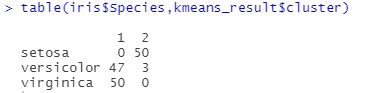 > table(iris$Species,kmeans_result$cluster)
1 2
setosa 0 50
versicolor 47 3
virginica 50 0